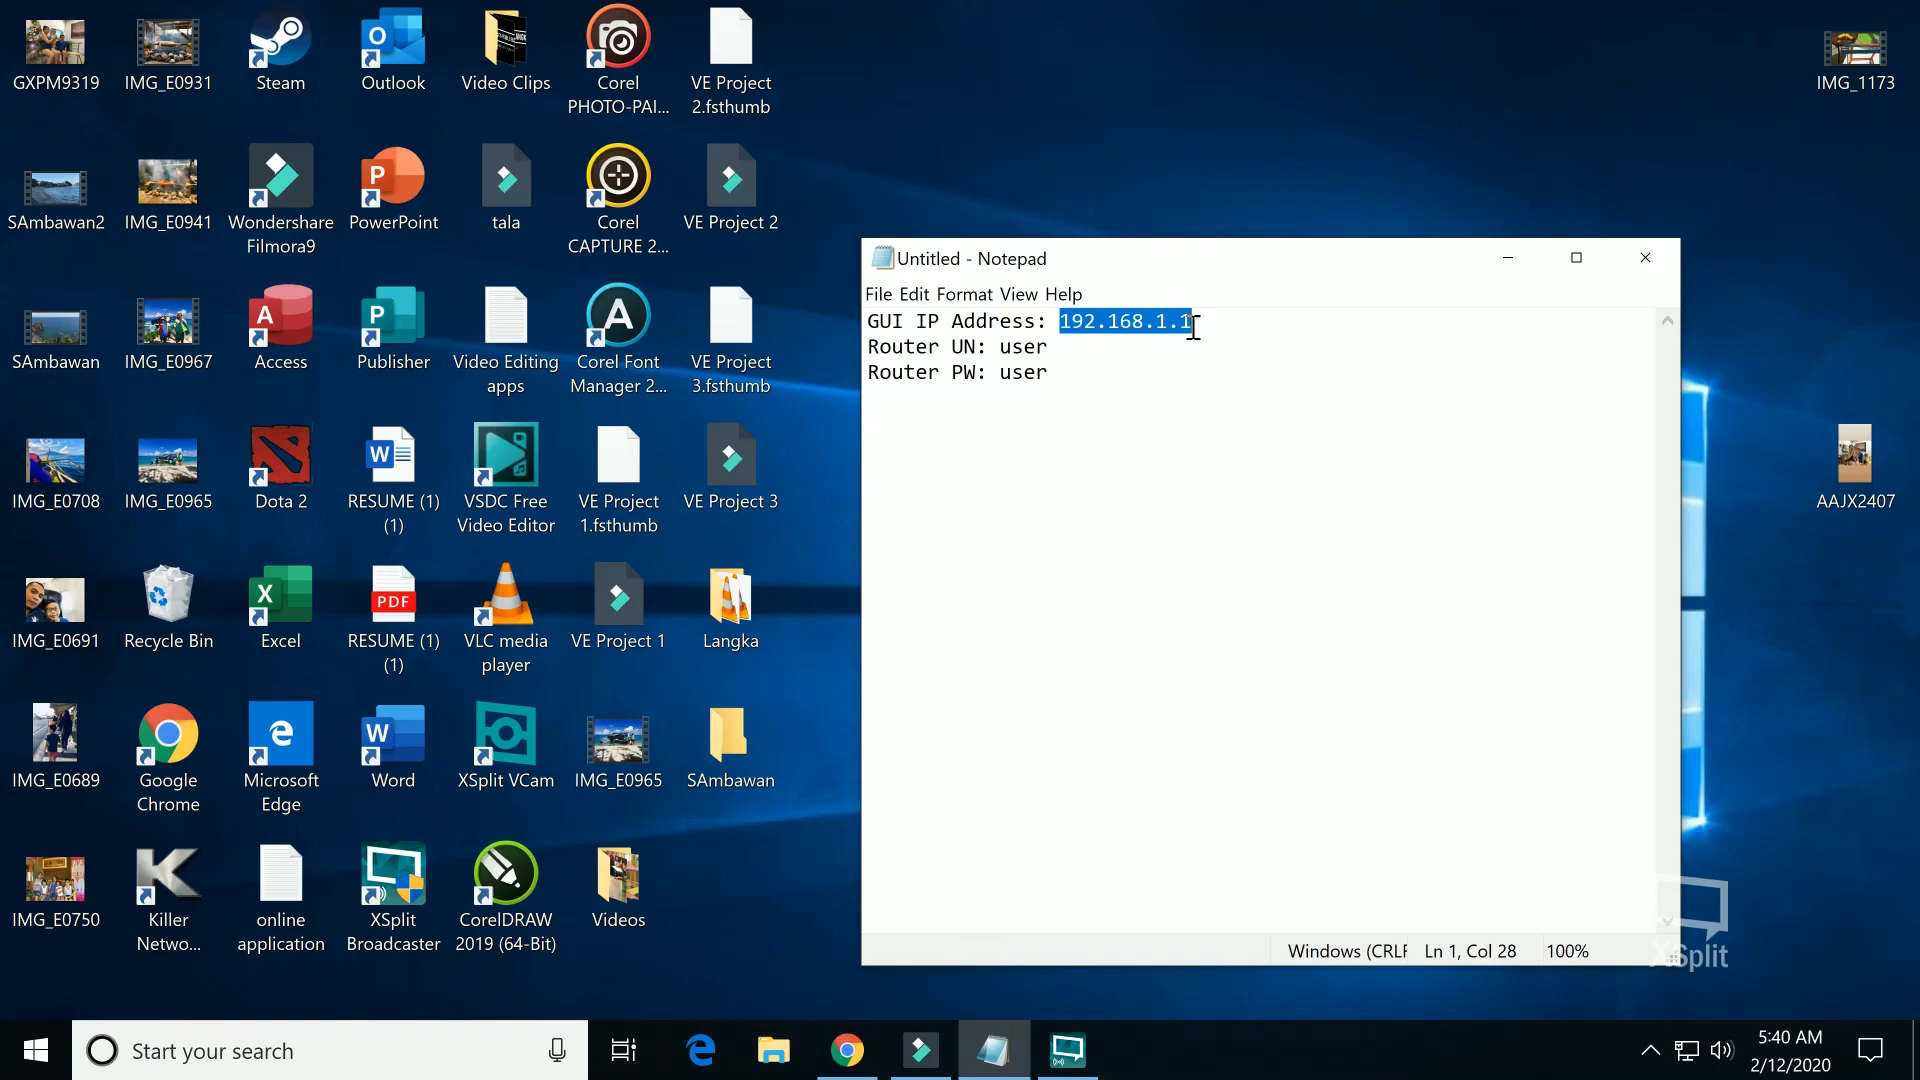 GXPM9319
IMG_E0931
Steam
Outlook
Video Clips
Corel
PHOTO-PAI...
VE Project
2.fsthumb
IMG_1173
SAmbawan2
IMG_E0941
Wondershare
Filmora9
PowerPoint
tala
Corel
CAPTURE 2...
VE Project 2
SAmbawan
IMG_E0967
Access
Publisher
Video Editing
apps
Corel Font
Manager 2...
VE Project
3.fsthumb
IMG_E0708
IMG_E0965
Dota 2
RESUME (1)
(1)
VSDC Free
Video Editor
VE Project
1.fsthumb
VE Project 3
AAJX2407
IMG_E0691
Recycle Bin
Excel
PDF
RESUME (1)
(1)
VLC media
player
VE Project 1
Langka
IMG_E0689
Google
Chrome
Microsoft
Edge
Word
XSplit VCam
IMG_E0965
SAmbawan
IMG_E0750
Killer
Netwo...
online
application
XSplit
Broadcaster
CorelDRAW
2019 (64-Bit)
Videos
Untitled - Notepad
File Edit Format View Help
GUI IP Address: 192.168.1.1
Router UN: user
Router PW: user
Windows (CRLF Ln 1, Col 28 100%
XSplit
Start your search
5:40 AM
2/12/2020